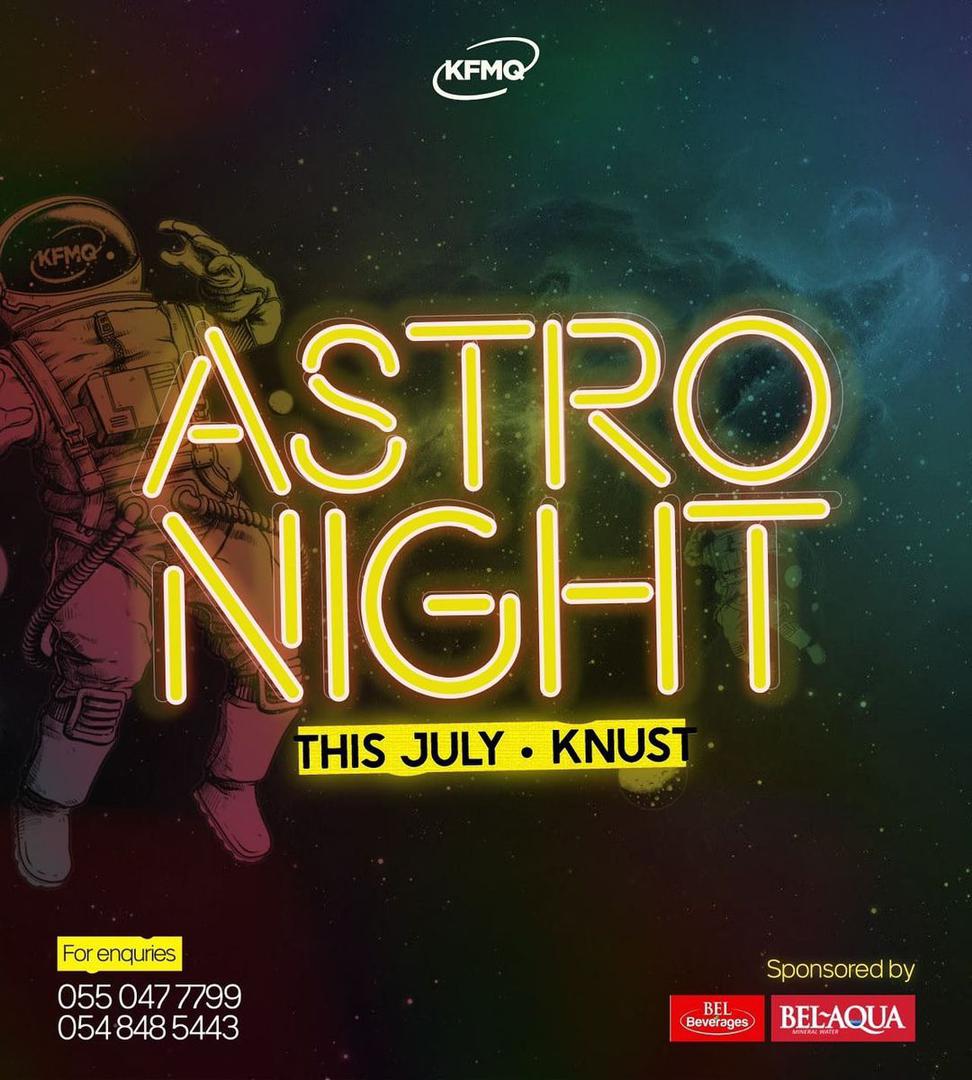 KFMQ
KFMQ
ASTRO
NIGHT
THIS JULY • KNUST
For enquries
055 047 7799
054 848 5443
Sponsored by
BEL
Beverages
BEL-AQUA
MINERAL WATER